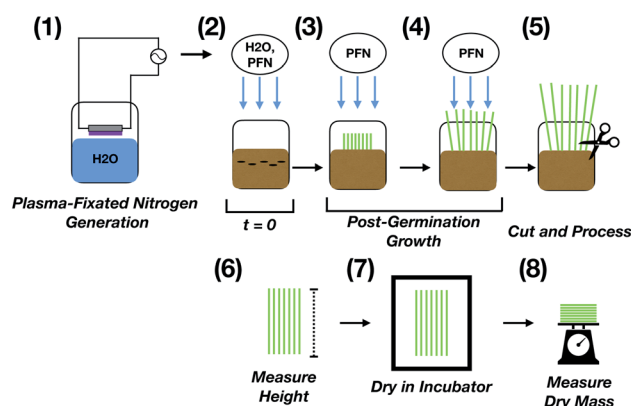 (1)
(2)
(3)
(4)
(5)
H2O,
PFN
PFN
PFN
H2O
Plasma-Fixated Nitrogen
Generation
t = 0
Post-Germination
Growth
Cut and Process
(6)
(7)
(8)
Measure
Height
Dry in Incubator
Measure
Dry Mass